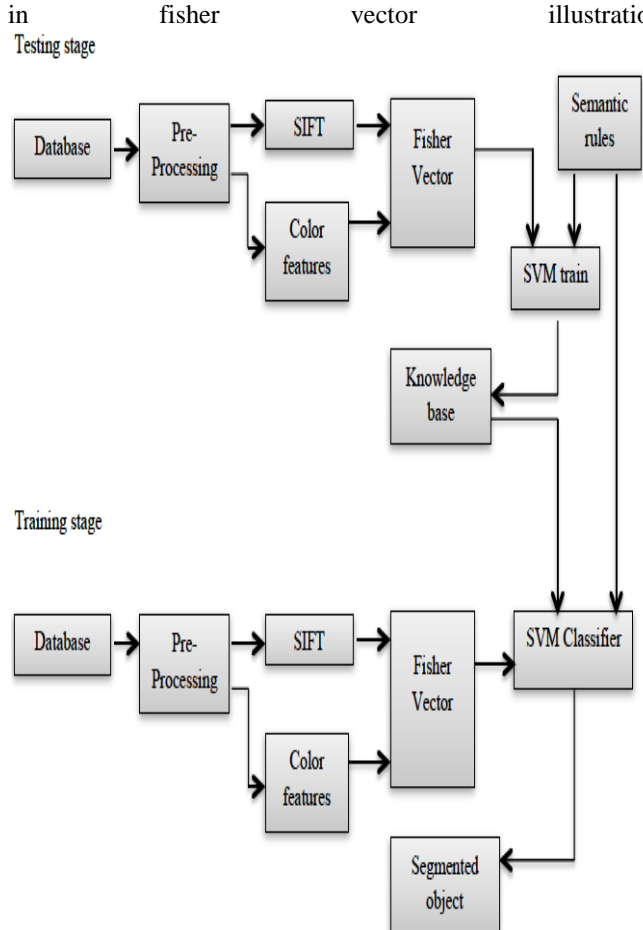 in fisher vector
Testing stage
Database
Pre-
Processing
SIFT
Color
features
Fisher
Vector
Semantic
rules
SVM train
Knowledge
base
Training stage
Database
Pre-
Processing
SIFT
Color
features
Fisher
Vector
SVM Classifier
Segmented
object